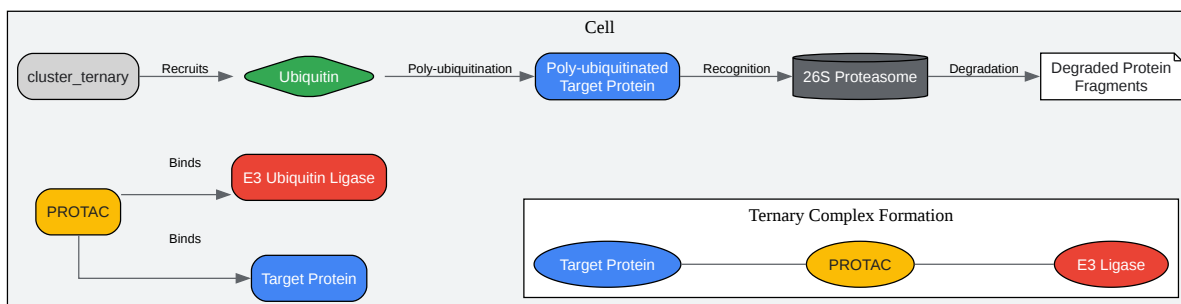 Cell
cluster_ternary
Recruits
Ubiquitin
Poly-ubiquitination
Poly-ubiquitinated
Target Protein
Recognition
26S Proteasome
Degradation
Degraded Protein
Fragments
Binds
E3 Ubiquitin Ligase
PROTAC
Binds
Target Protein
Ternary Complex Formation
Target Protein
PROTAC
E3 Ligase